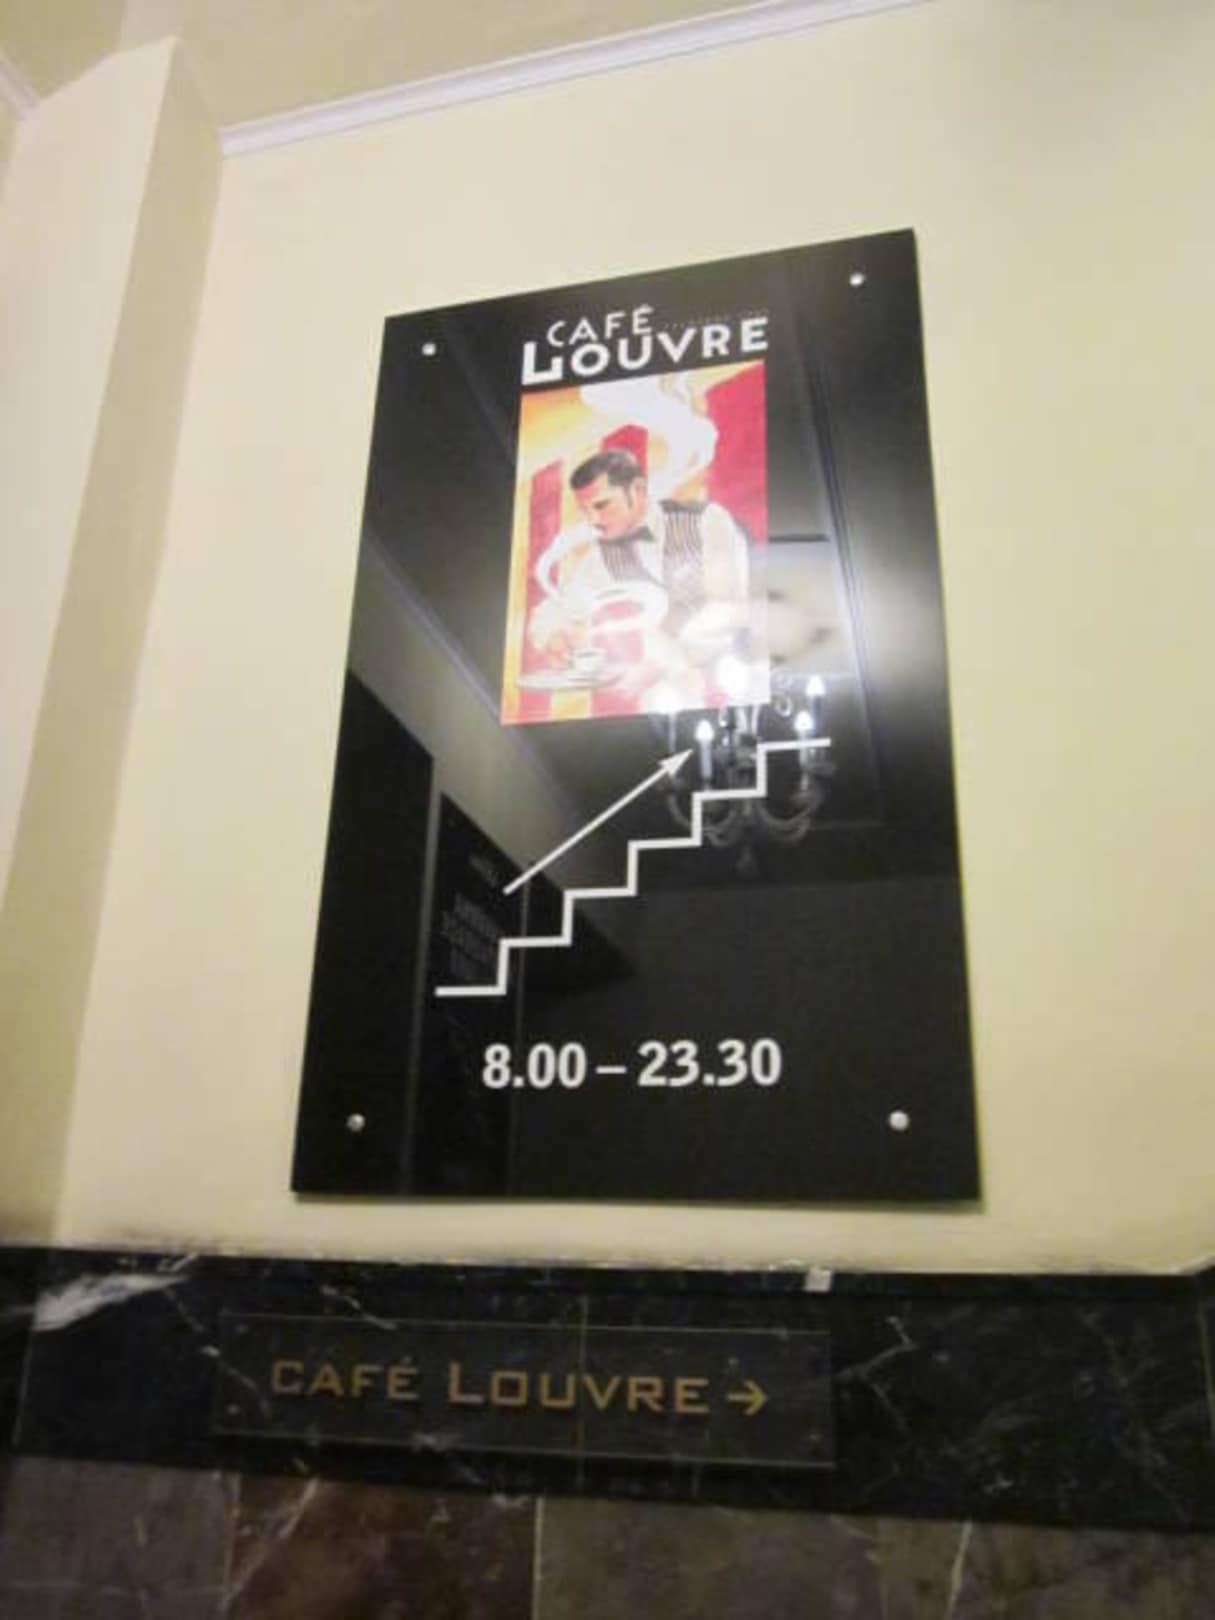 CAFÉ
LOUVRE
8.00 – 23.30
CAFÉ LOUVRE →